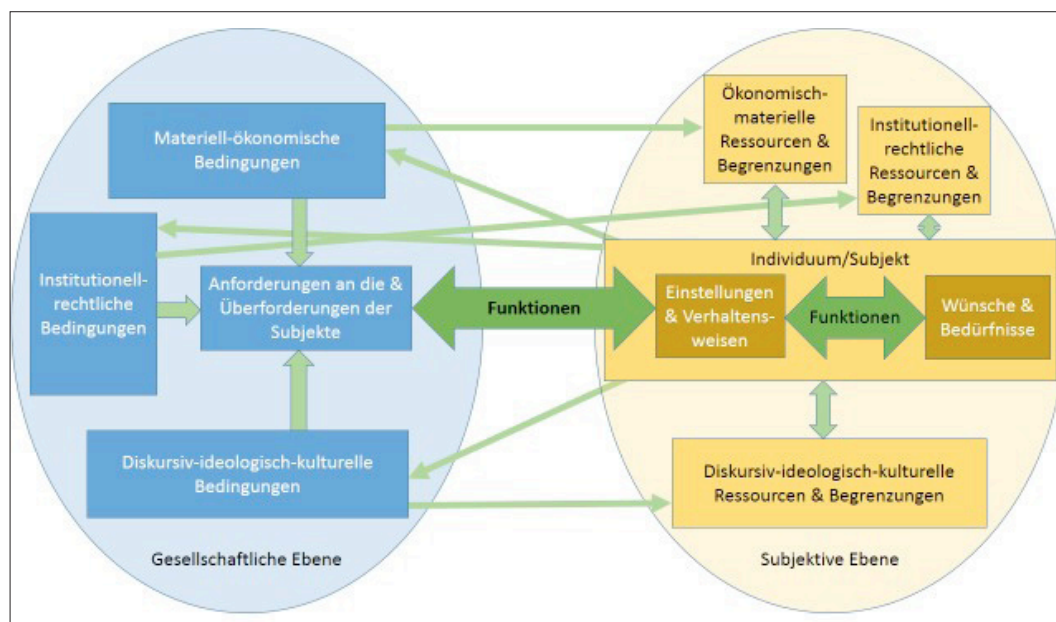 Materiell-ökonomische
Bedingungen
Institutionell-
rechtliche
Bedingungen
Anforderungen an die &
Überforderungen der
Subjekte
Diskursiv-ideologisch-kulturelle
Bedingungen
Gesellschaftliche Ebene
Funktionen
Ökonomisch-
materielle
Ressourcen &
Begrenzungen
Institutionell-
rechtliche
Ressourcen &
Begrenzungen
Individuum/Subjekt
Einstellungen
& Verhaltens-
weisen
Funktionen
Wünsche &
Bedürfnisse
Diskursiv-ideologisch-kulturelle
Ressourcen & Begrenzungen
Subjektive Ebene